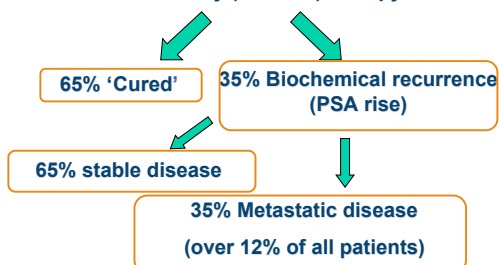 65% 'Cured'
35% Biochemical recurrence
(PSA rise)
65% stable disease
35% Metastatic disease
(over 12% of all patients)